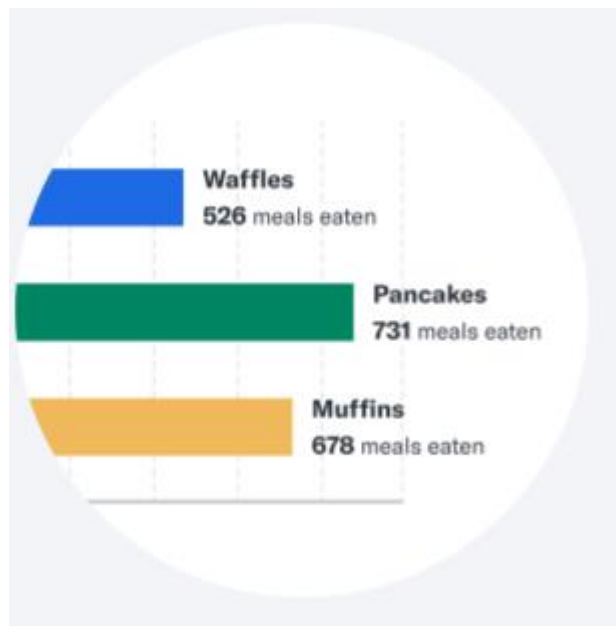 Waffles
526 meals eaten
Pancakes
731 meals eaten
Muffins
678 meals eaten